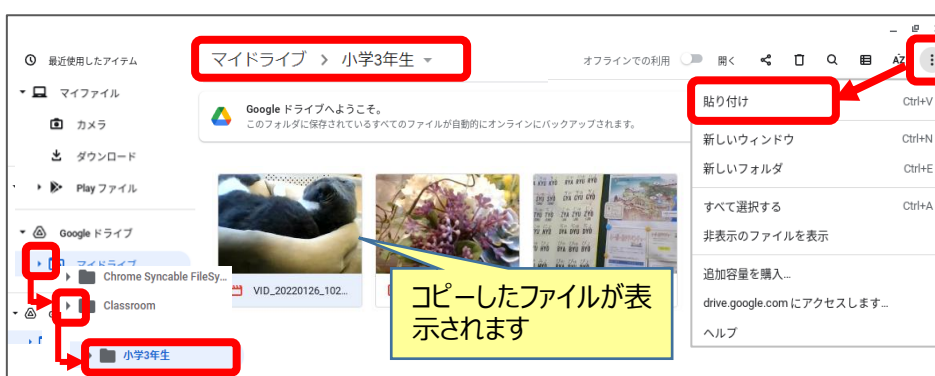 最近使用したアイテム
マイファイル
カメラ
ダウンロード
Play ファイル
Google ドライブ
マイドライブ
Chrome Syncable FileSy...
Classroom
小学3年生
マイドライブ > 小学3年生
オフラインでの利用
開く
AZ
Google ドライブへようこそ。
このフォルダに保存されているすべてのファイルが自動的にオンラインにバックアップされます。
VID_20220126_102...
コピーしたファイルが表
示されます
貼り付け Ctrl+V
新しいウィンドウ Ctrl+N
新しいフォルダ Ctrl+E
すべて選択する Ctrl+A
非表示のファイルを表示
追加容量を購入...
drive.google.com にアクセスします...
ヘルプ